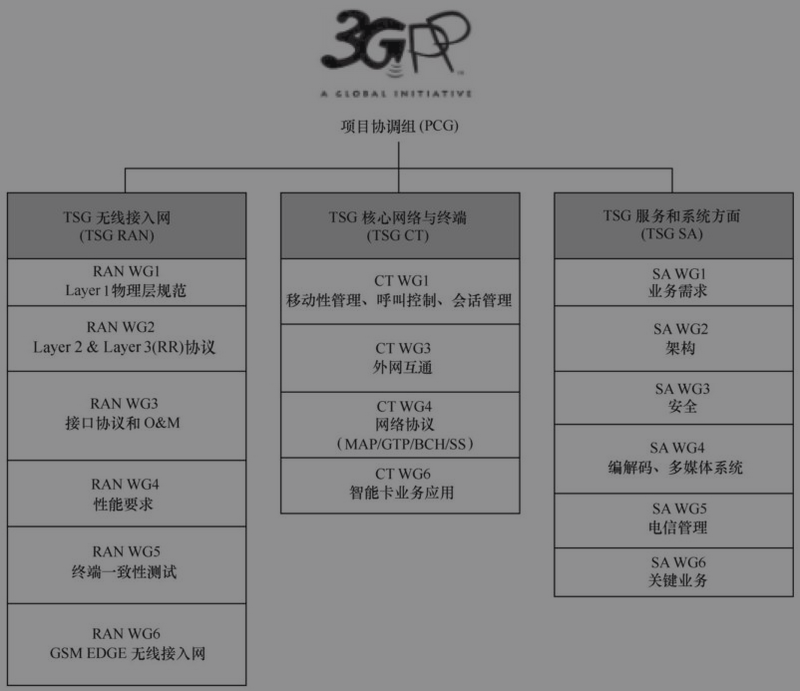 3GPP
A GLOBAL INITIATIVE
项目协调组 (PCG)
TSG 无线接入网
(TSG RAN)
RAN WG1
Layer 1物理层规范
RAN WG2
Layer 2 & Layer 3(RR)协议
RAN WG3
接口协议和 O&M
RAN WG4
性能要求
RAN WG5
终端一致性测试
RAN WG6
GSM EDGE 无线接入网
TSG 核心网络与终端
(TSG CT)
CT WG1
移动性管理、呼叫控制、会话管理
CT WG3
外网互通
CT WG4
网络协议
(MAP/GTP/BCH/SS)
CT WG6
智能卡业务应用
TSG 服务和系统方面
(TSG SA)
SA WG1
业务需求
SA WG2
架构
SA WG3
安全
SA WG4
编解码、多媒体系统
SA WG5
电信管理
SA WG6
关键业务